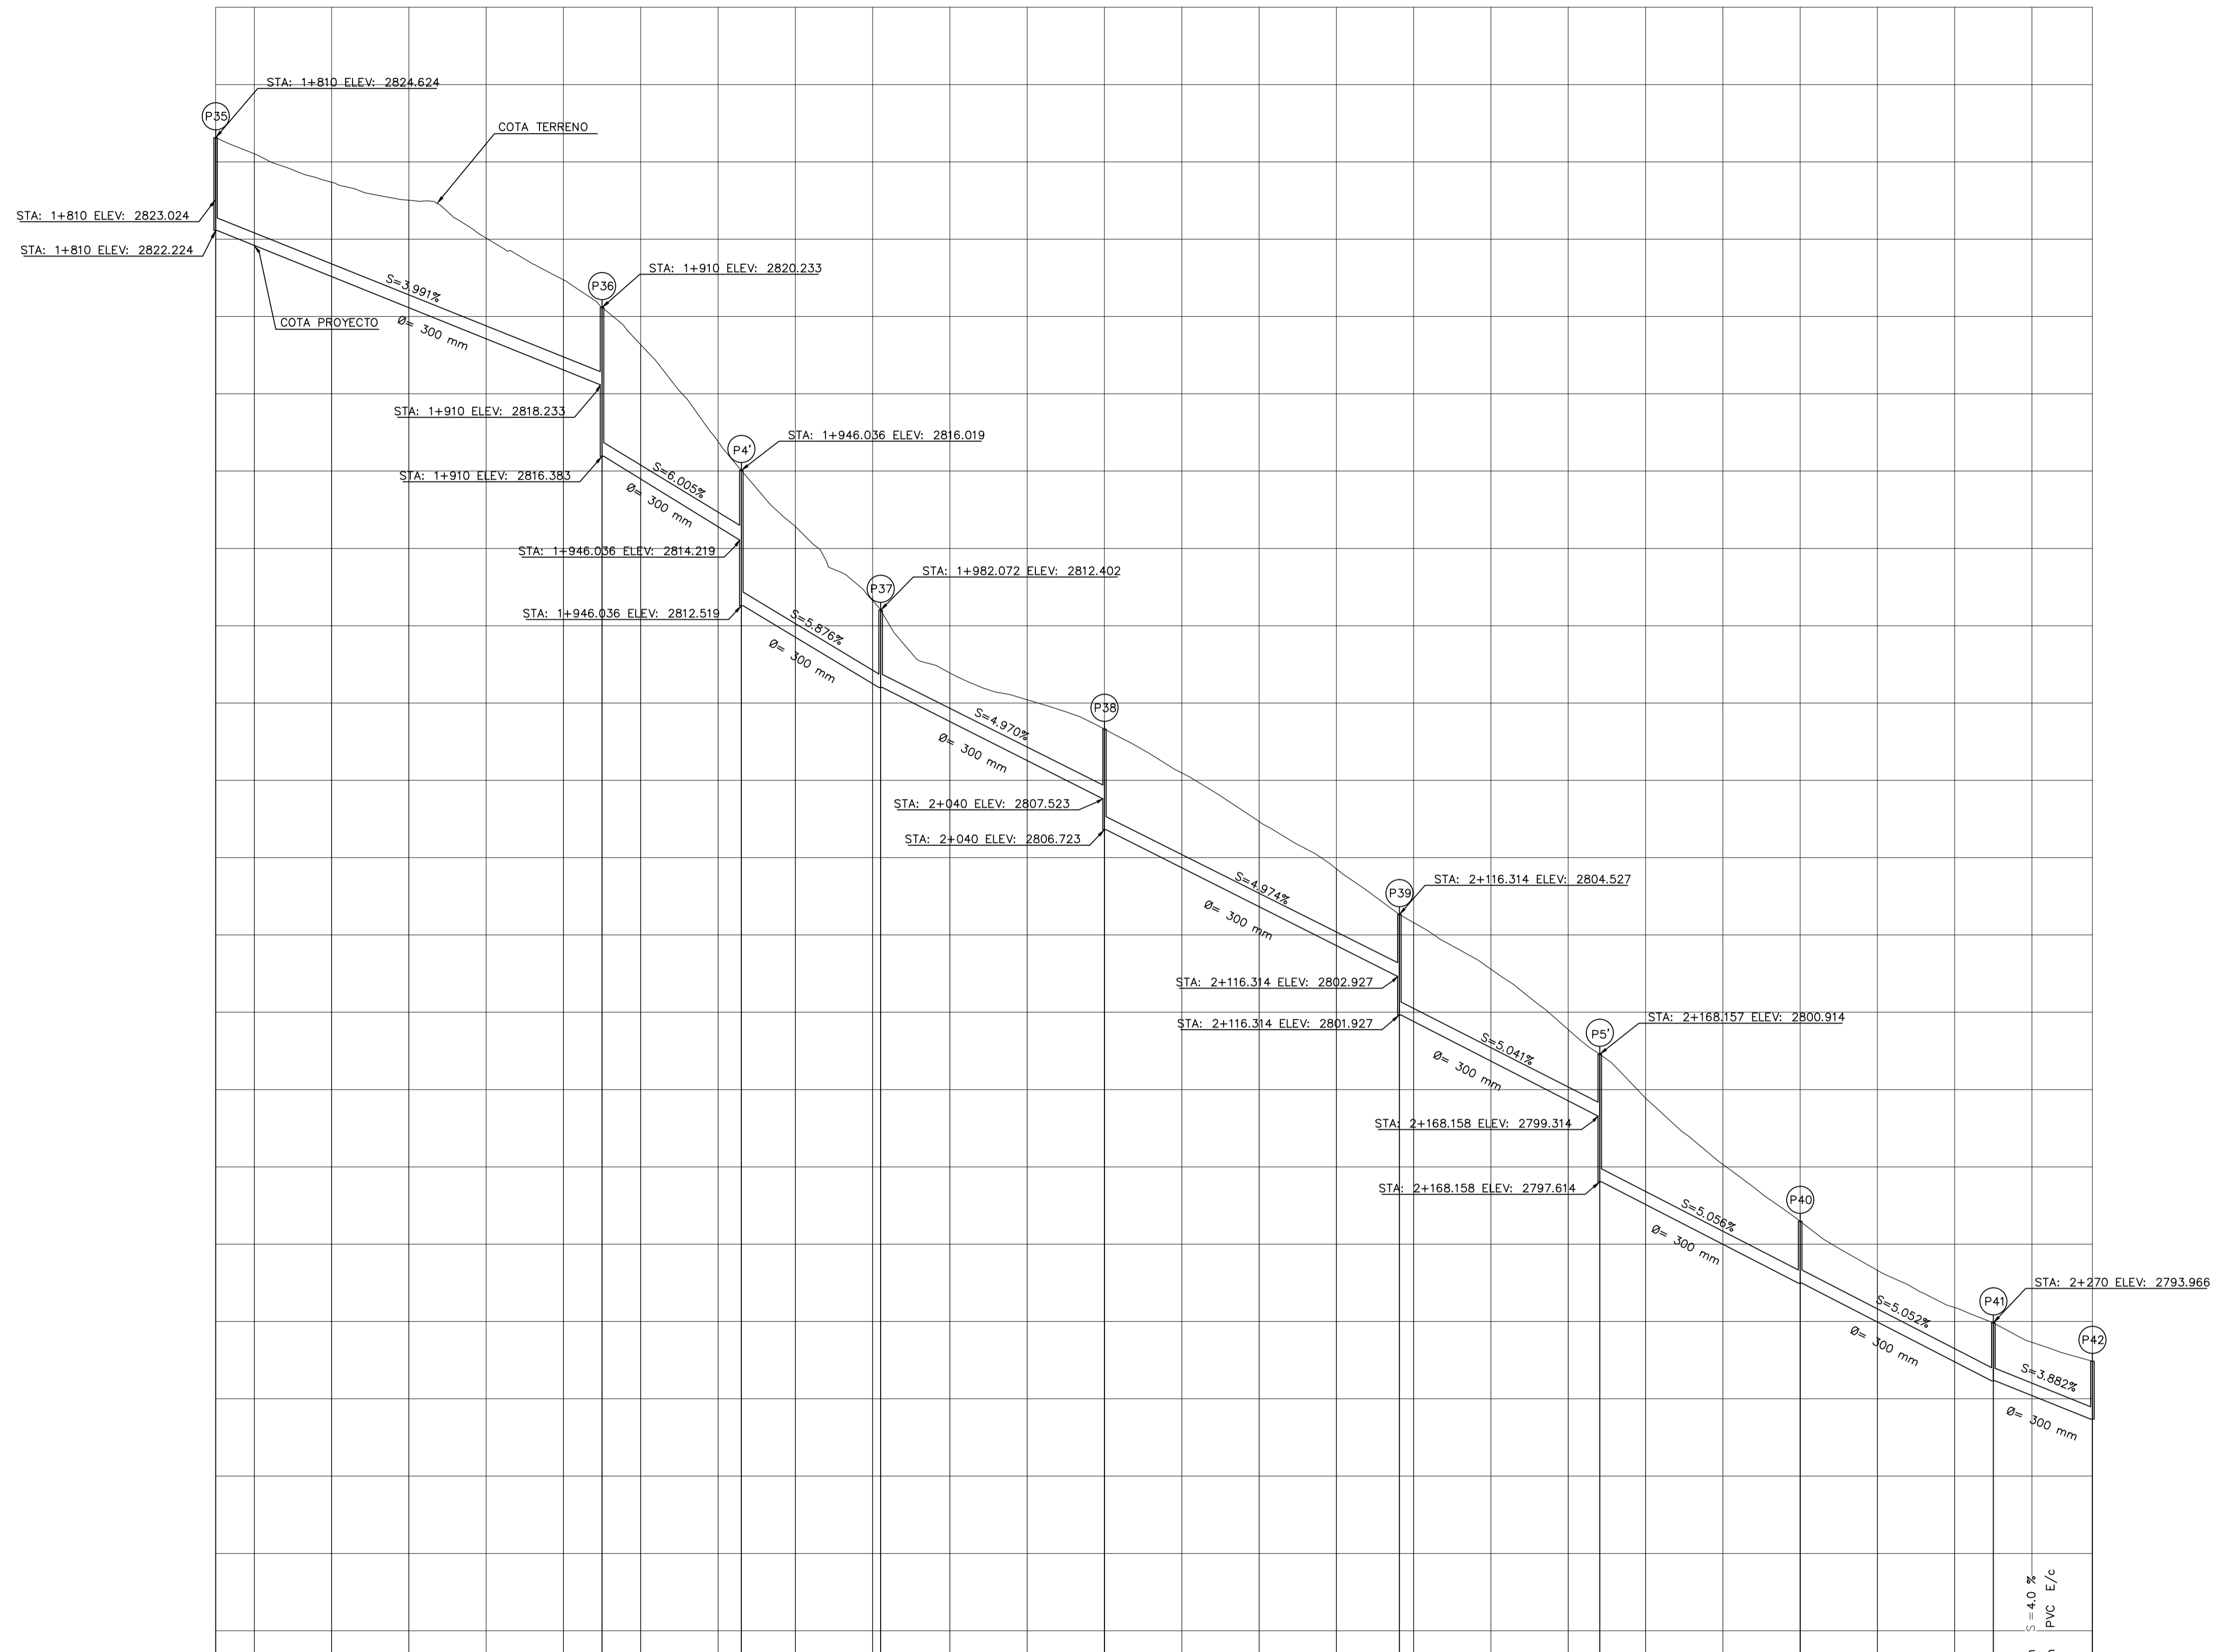 STA: 1+810 ELEV: 2824.624
P35
COTA TERRENO
STA: 1+810 ELEV: 2823.024
STA: 1+810 ELEV: 2822.224
S=3.991%
COTA PROYECTO
Ø= 300 mm
P36
STA: 1+910 ELEV: 2820.233
STA: 1+910 ELEV: 2818.233
STA: 1+910 ELEV: 2816.383
S=6.005%
Ø= 300 mm
P4'
STA: 1+946.036 ELEV: 2816.019
STA: 1+946.036 ELEV: 2814.219
STA: 1+946.036 ELEV: 2812.519
S=5.876%
Ø= 300 mm
P37
STA: 1+982.072 ELEV: 2812.402
S=4.970%
Ø= 300 mm
P38
STA: 2+040 ELEV: 2807.523
STA: 2+040 ELEV: 2806.723
S=4.974%
Ø= 300 mm
P39
STA: 2+116.314 ELEV: 2804.527
STA: 2+116.314 ELEV: 2802.927
STA: 2+116.314 ELEV: 2801.927
S=5.041%
Ø= 300 mm
P5'
STA: 2+168.157 ELEV: 2800.914
STA: 2+168.158 ELEV: 2799.314
STA: 2+168.158 ELEV: 2797.614
S=5.056%
Ø= 300 mm
P40
S=5.052%
Ø= 300 mm
P41
STA: 2+270 ELEV: 2793.966
P42
S=3.882%
Ø= 300 mm
S=4.0 %
PVC E/c